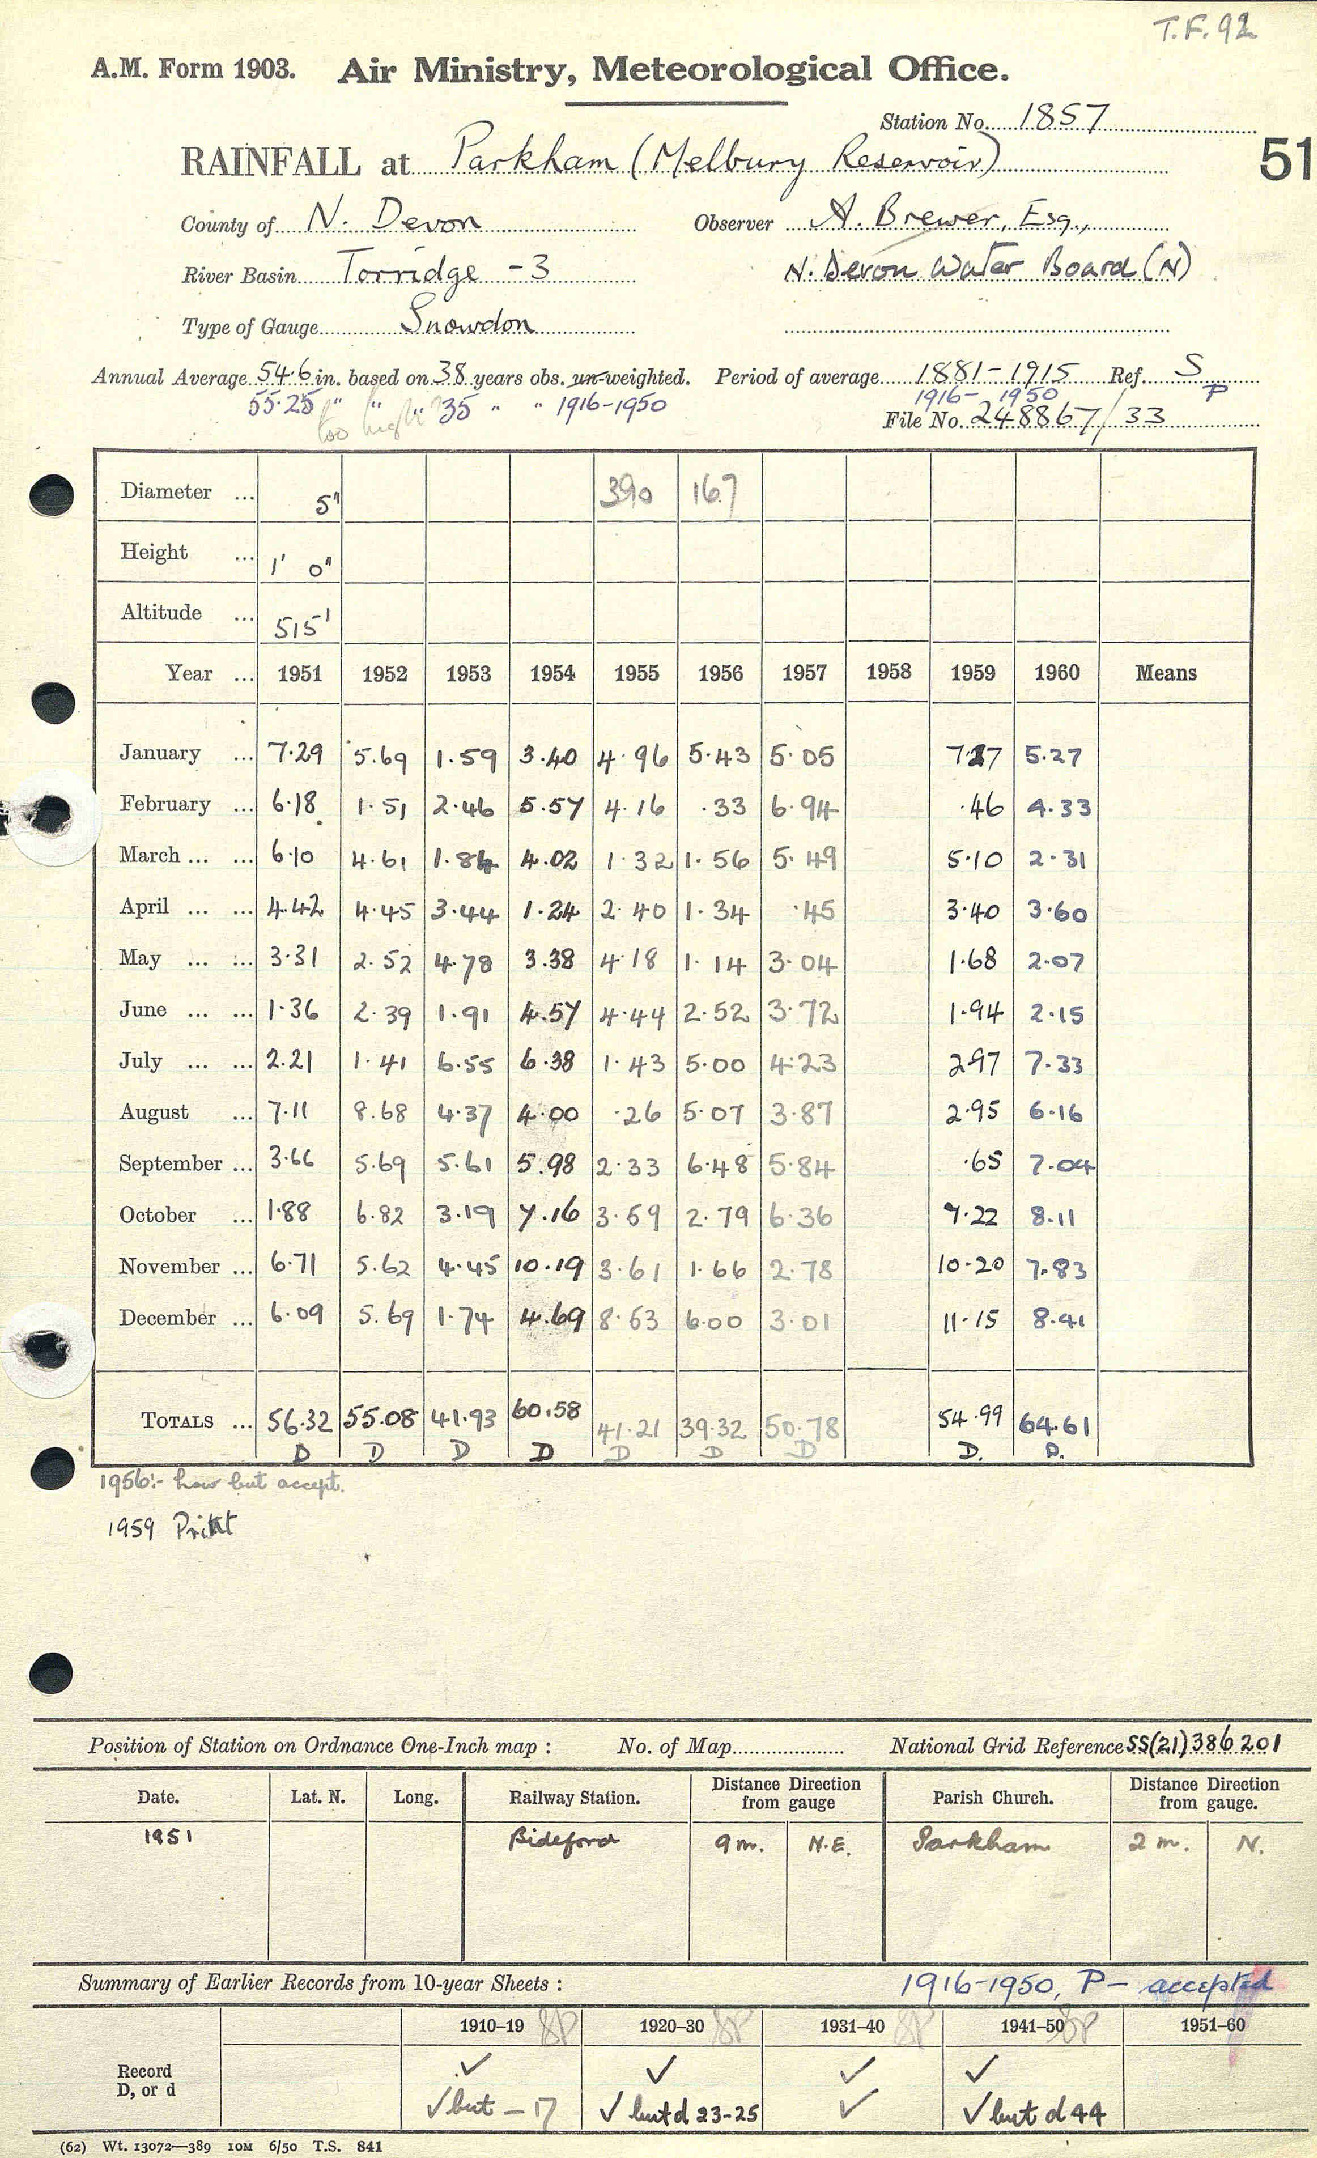 T.F. 92
A.M. Form 1903. Air Ministry, Meteorological Office.
Station No. 1857
RAINFALL at Parkham (Melbury Reservoir)
51
County of N. Devon Observer A. Brewer, Esq.,
River Basin Torridge -3 N. Devon Water Board (N)
Type of Gauge Snowdon
Annual Average 54.6 in. based on 38 years obs. un-weighted. Period of average 1881-1915 Ref. S
55.25 " " " 35 " " 1916-1950 1916-1950 P
too high?
File No. 248867/33
Diameter ... 5" 390 167
Height ... 1' 0"
Altitude ... 515'
Year ... 1951 1952 1953 1954 1955 1956 1957 1958 1959 1960 Means
January ... 7.29 5.69 1.59 3.40 4.96 5.43 5.05 7.27 5.27
February ... 6.18 1.51 2.46 5.57 4.16 .33 6.94 .46 4.33
March ... ... 6.10 4.61 1.84 4.02 1.32 1.56 5.49 5.10 2.31
April ... ... 4.42 4.45 3.44 1.24 2.40 1.34 .45 3.40 3.60
May ... ... 3.31 2.52 4.78 3.38 4.18 1.14 3.04 1.68 2.07
June ... ... 1.36 2.39 1.91 4.57 4.44 2.52 3.72 1.94 2.15
July ... ... 2.21 1.41 6.55 6.38 1.43 5.00 4.23 2.97 7.33
August ... 7.11 8.68 4.37 4.00 .26 5.07 3.87 2.95 6.16
September ... 3.66 5.69 5.61 5.98 2.33 6.48 5.84 .65 7.04
October ... 1.88 6.82 3.19 7.16 3.59 2.79 6.36 7.22 8.11
November ... 6.71 5.62 4.45 10.19 3.61 1.66 2.78 10.20 7.83
December ... 6.09 5.69 1.74 4.69 8.53 6.00 3.01 11.15 8.41
TOTALS ... 56.32 55.08 41.93 60.58 41.21 39.32 50.78 54.99 64.61
D D D D D D D D. D.
1956:- low but accept.
1959 Print
Position of Station on Ordnance One-Inch map : No. of Map National Grid Reference SS(21)386201
Date. Lat. N. Long. Railway Station. Distance Direction from gauge Parish Church. Distance Direction from gauge.
1951 Bideford 9 m. N.E. Parkham 2 m. N.
Summary of Earlier Records from 10-year Sheets : 1916-1950, P - accepted
1910–19 SP 1920–30 SP 1931–40 SP 1941–50 SP 1951–60
Record ✓ ✓ ✓ ✓
D, or d ✓ but - 17 ✓ but d 23-25 ✓ ✓ but d 44
(62) Wt. 13072—389 10M 6/50 T.S. 841